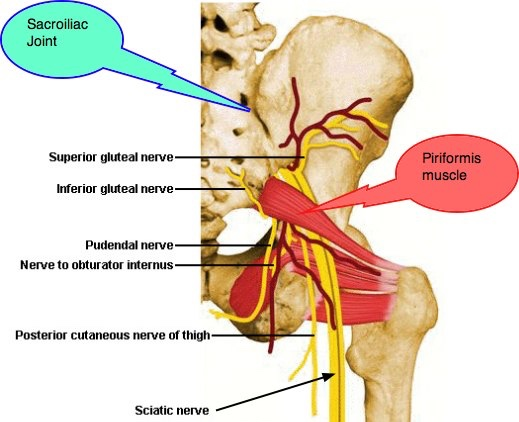 Sacroiliac
Joint
Superior gluteal nerve
Piriformis
muscle
Inferior gluteal nerve
Pudendal nerve
Nerve to obturator internus
Posterior cutaneous nerve of thigh
Sciatic nerve